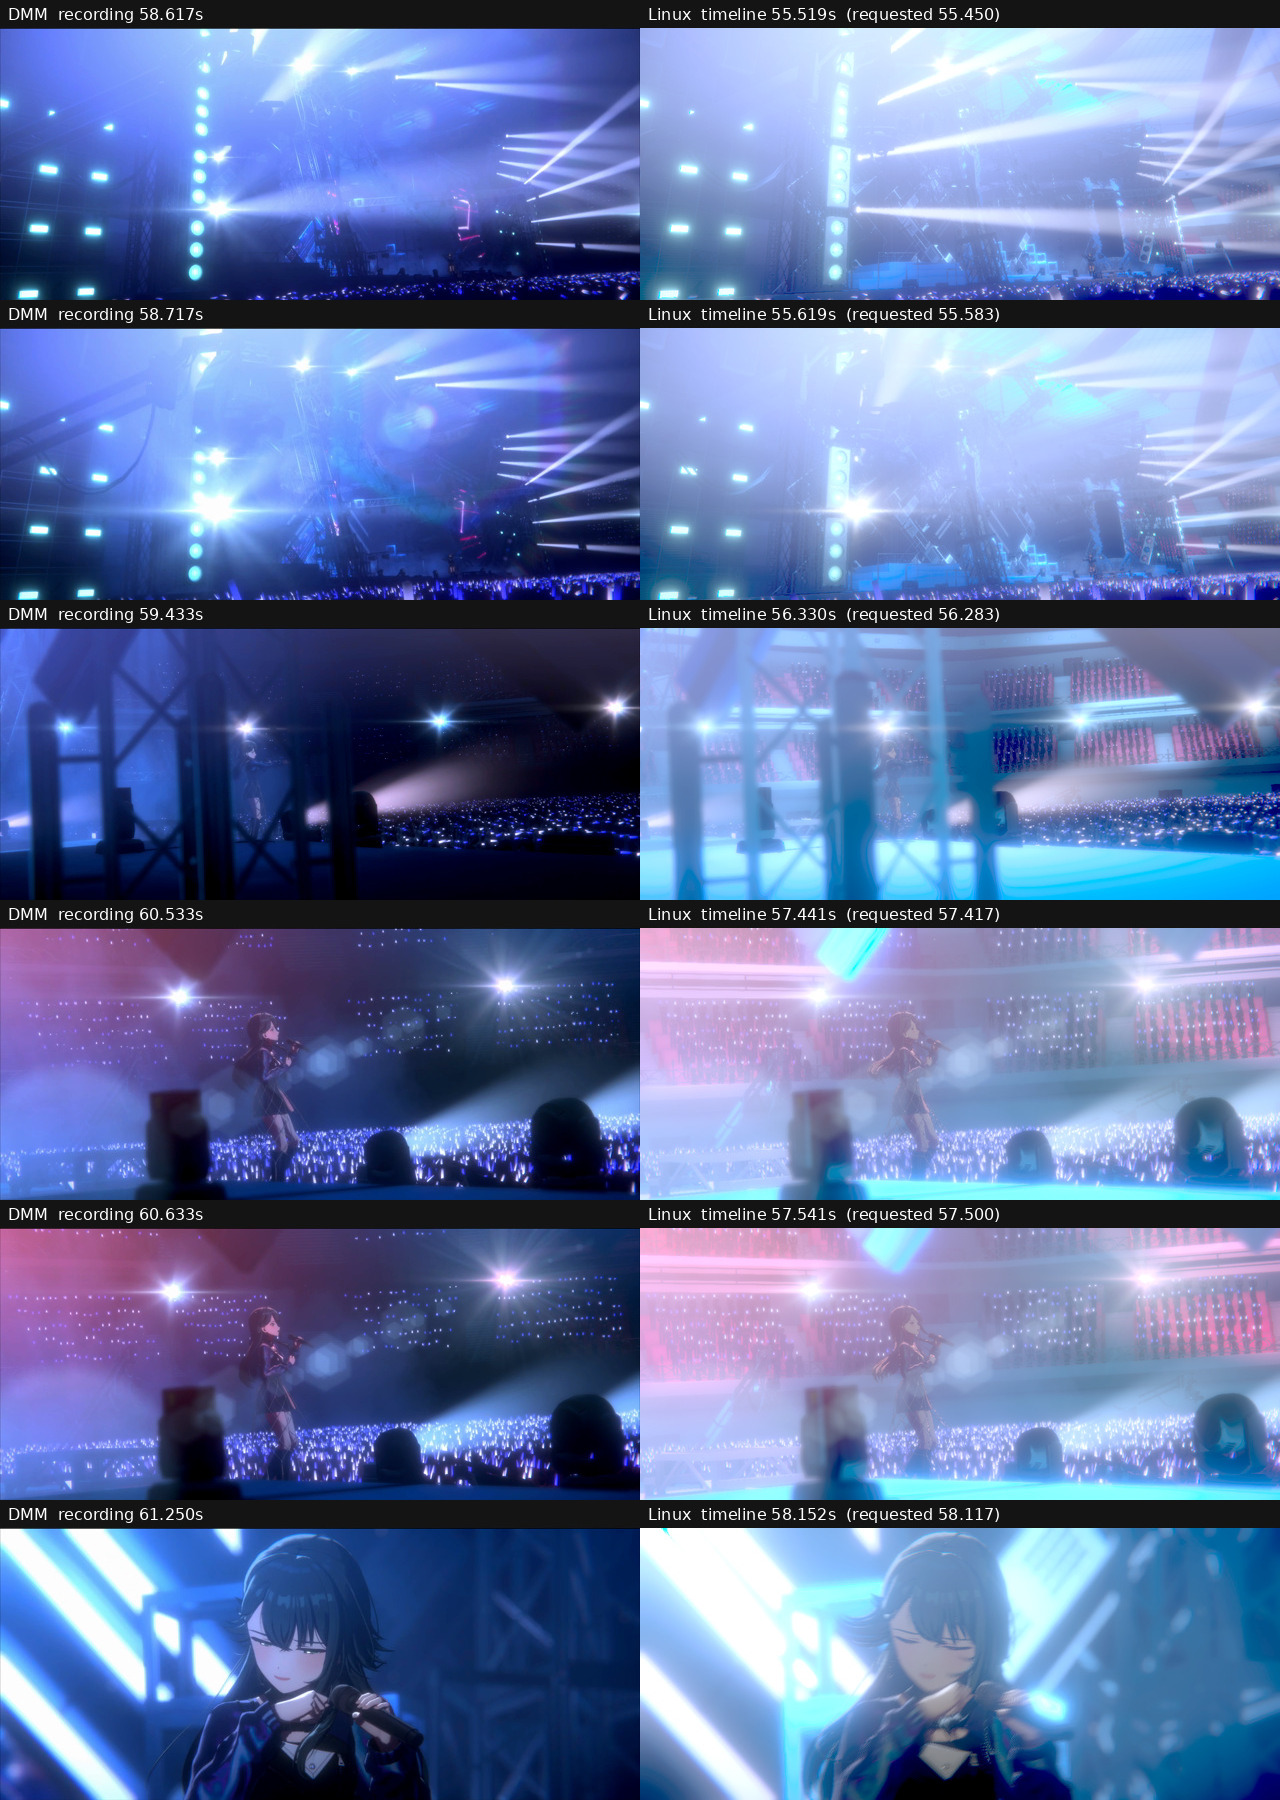 DMM recording 58.617s
Linux timeline 55.519s (requested 55.450)
DMM recording 58.717s
Linux timeline 55.619s (requested 55.583)
DMM recording 59.433s
Linux timeline 56.330s (requested 56.283)
DMM recording 60.533s
Linux timeline 57.441s (requested 57.417)
DMM recording 60.633s
Linux timeline 57.541s (requested 57.500)
DMM recording 61.250s
Linux timeline 58.152s (requested 58.117)